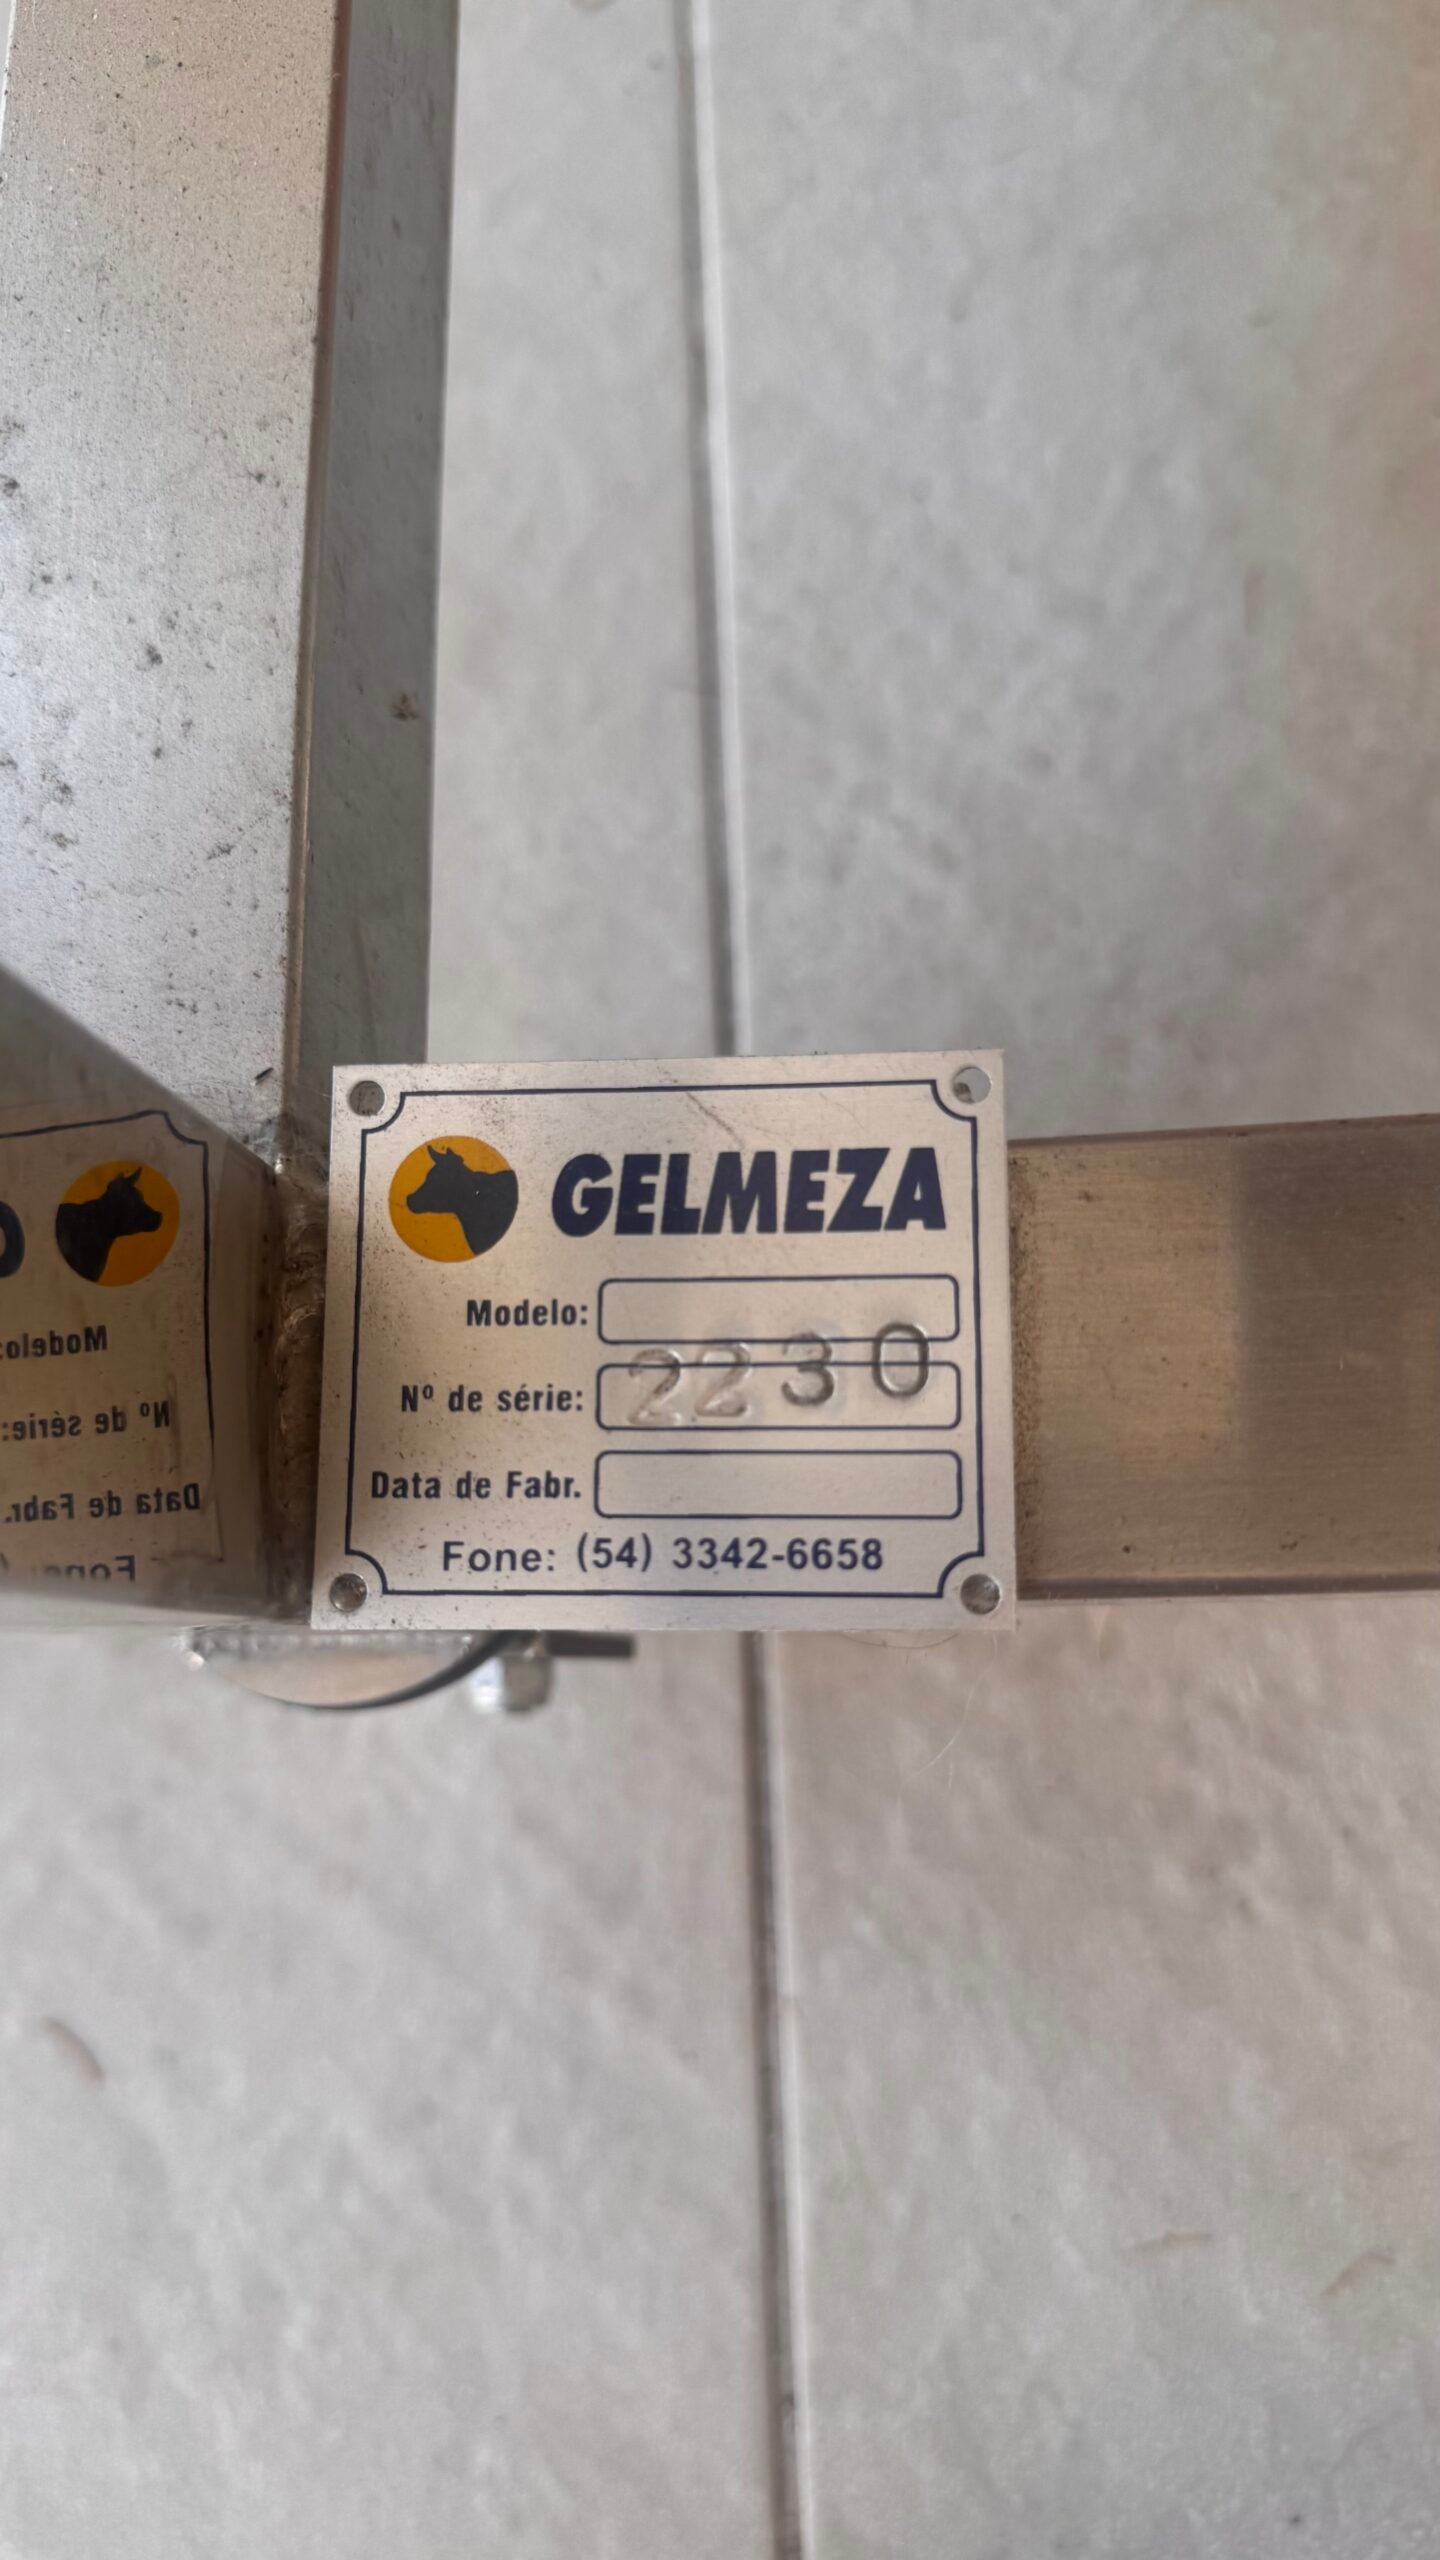 GELMEZA
Modelo:
Nº de série: 2230
Data de Fabr.
Fone: (54) 3342-6658
Modelo:
Nº de série:
Data de Fabr.